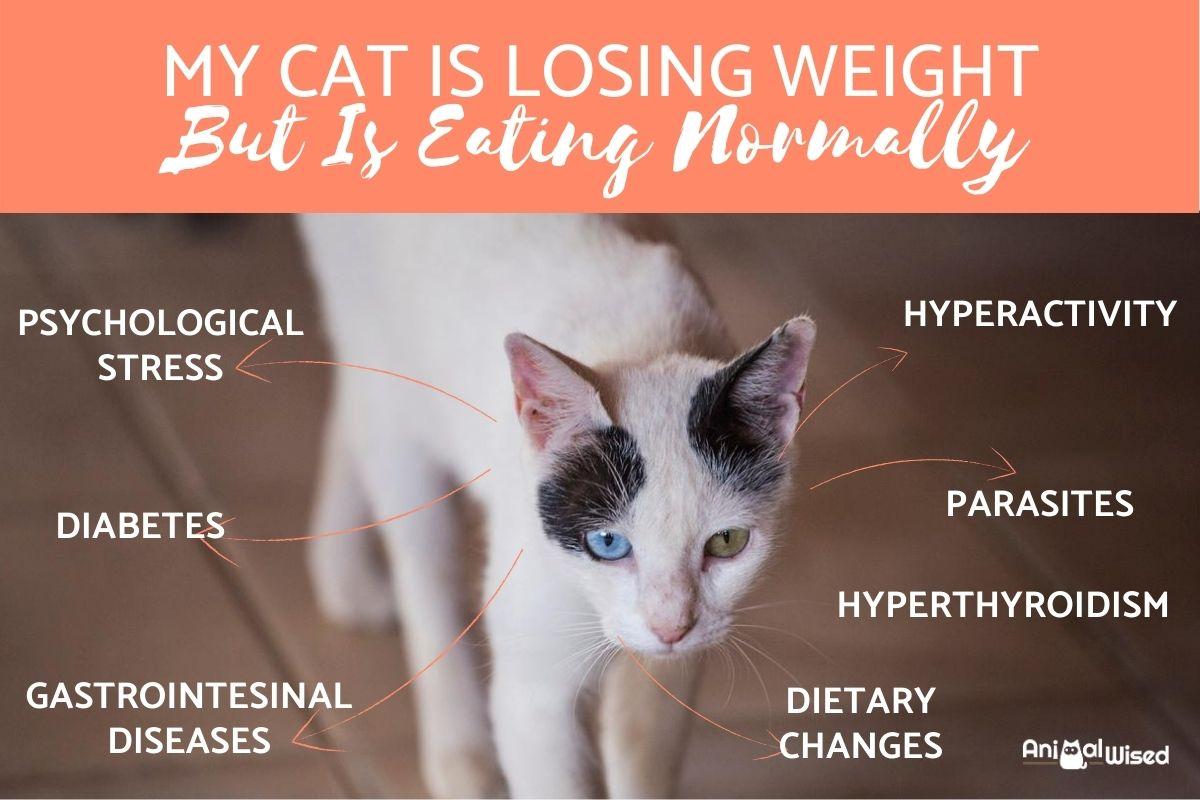 MY CAT IS LOSING WEIGHT
But Is Eating Normally
PSYCHOLOGICAL
STRESS
HYPERACTIVITY
DIABETES
PARASITES
HYPERTHYROIDISM
GASTROINTESINAL
DISEASES
DIETARY
CHANGES
AniMalWised